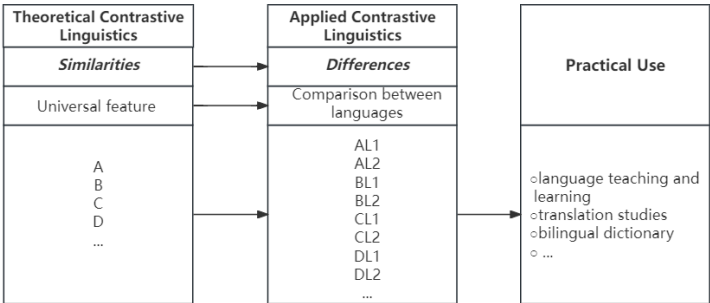 Theoretical Contrastive
Linguistics
Similarities
Universal feature
A
B
C
D
...
Applied Contrastive
Linguistics
Differences
Comparison between
languages
AL1
AL2
BL1
BL2
CL1
CL2
DL1
DL2
...
Practical Use
○language teaching and
learning
○translation studies
○bilingual dictionary
○ ...